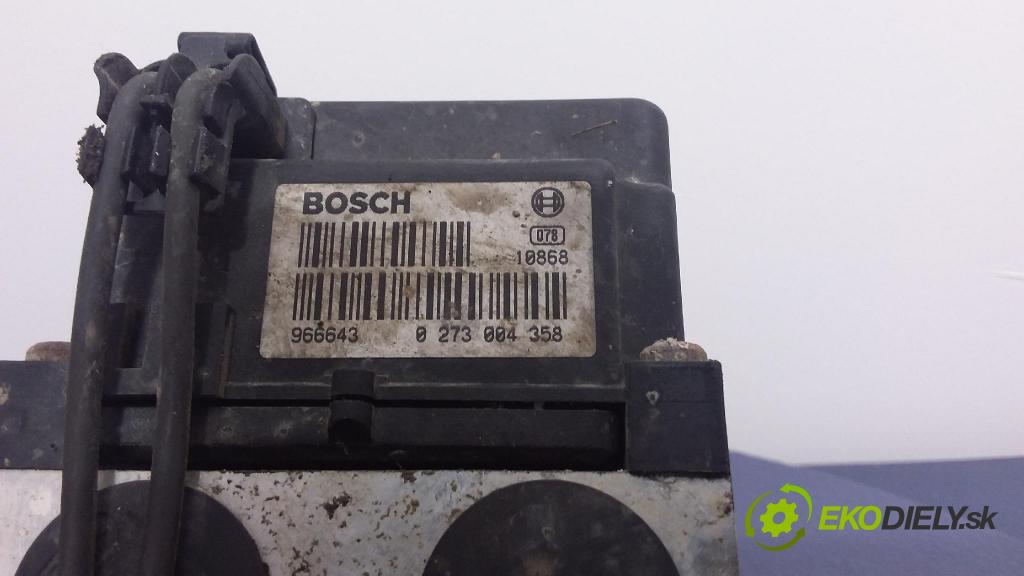 BOSCH
078
10868
966643 0 273 004 358
EKODIELY.sk